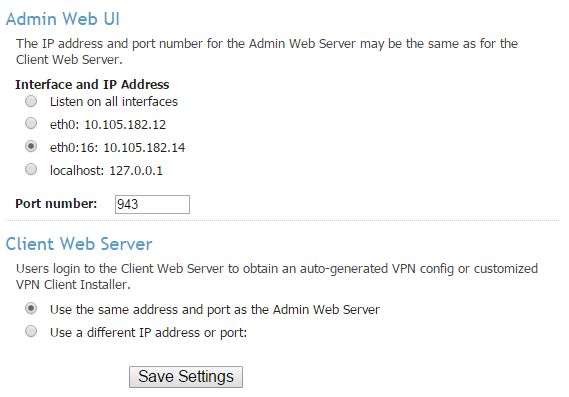 Admin Web UI
The IP address and port number for the Admin Web Server may be the same as for the
Client Web Server.
Interface and IP Address
Listen on all interfaces
eth0: 10.105.182.12
eth0:16: 10.105.182.14
localhost: 127.0.0.1
Port number: 943
Client Web Server
Users login to the Client Web Server to obtain an auto-generated VPN config or customized
VPN Client Installer.
Use the same address and port as the Admin Web Server
Use a different IP address or port:
Save Settings